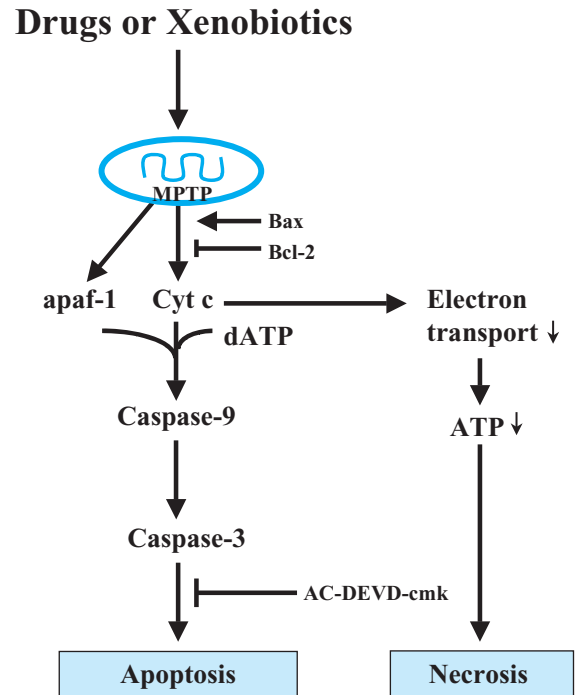 Drugs or Xenobiotics
MPTP
Bax
Bcl-2
apaf-1
Cyt c
Electron
transport ↓
dATP
Caspase-9
ATP ↓
Caspase-3
AC-DEVD-cmk
Apoptosis
Necrosis